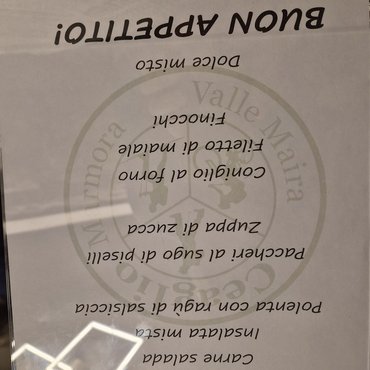 Carne salada
Insalata mista
Polenta con ragù di salsiccia
Paccheri al sugo di piselli
Zuppa di zucca
Coniglio al forno
Filetto di maiale
Finocchi
Dolce misto
BUON APPETITO!
Ceaglio
Marmora
Valle Maira